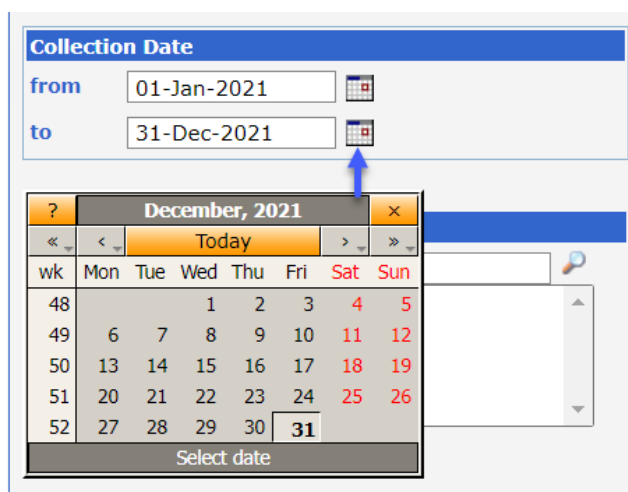 Collection Date
from 01-Jan-2021
to 31-Dec-2021
? December, 2021 ×
« ‹ Today › »
wk Mon Tue Wed Thu Fri Sat Sun
48 1 2 3 4 5
49 6 7 8 9 10 11 12
50 13 14 15 16 17 18 19
51 20 21 22 23 24 25 26
52 27 28 29 30 31
Select date